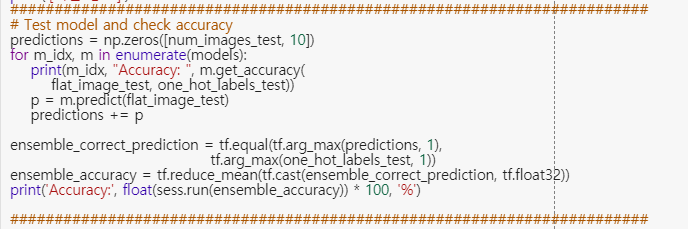 ##########################################################################
# Test model and check accuracy
predictions = np.zeros([num_images_test, 10])
for m_idx, m in enumerate(models):
    print(m_idx, "Accuracy: ", m.get_accuracy(
        flat_image_test, one_hot_labels_test))
    p = m.predict(flat_image_test)
    predictions += p
ensemble_correct_prediction = tf.equal(tf.arg_max(predictions, 1),
                                       tf.arg_max(one_hot_labels_test, 1))
ensemble_accuracy = tf.reduce_mean(tf.cast(ensemble_correct_prediction, tf.float32))
print('Accuracy:', float(sess.run(ensemble_accuracy)) * 100, '%')
##########################################################################